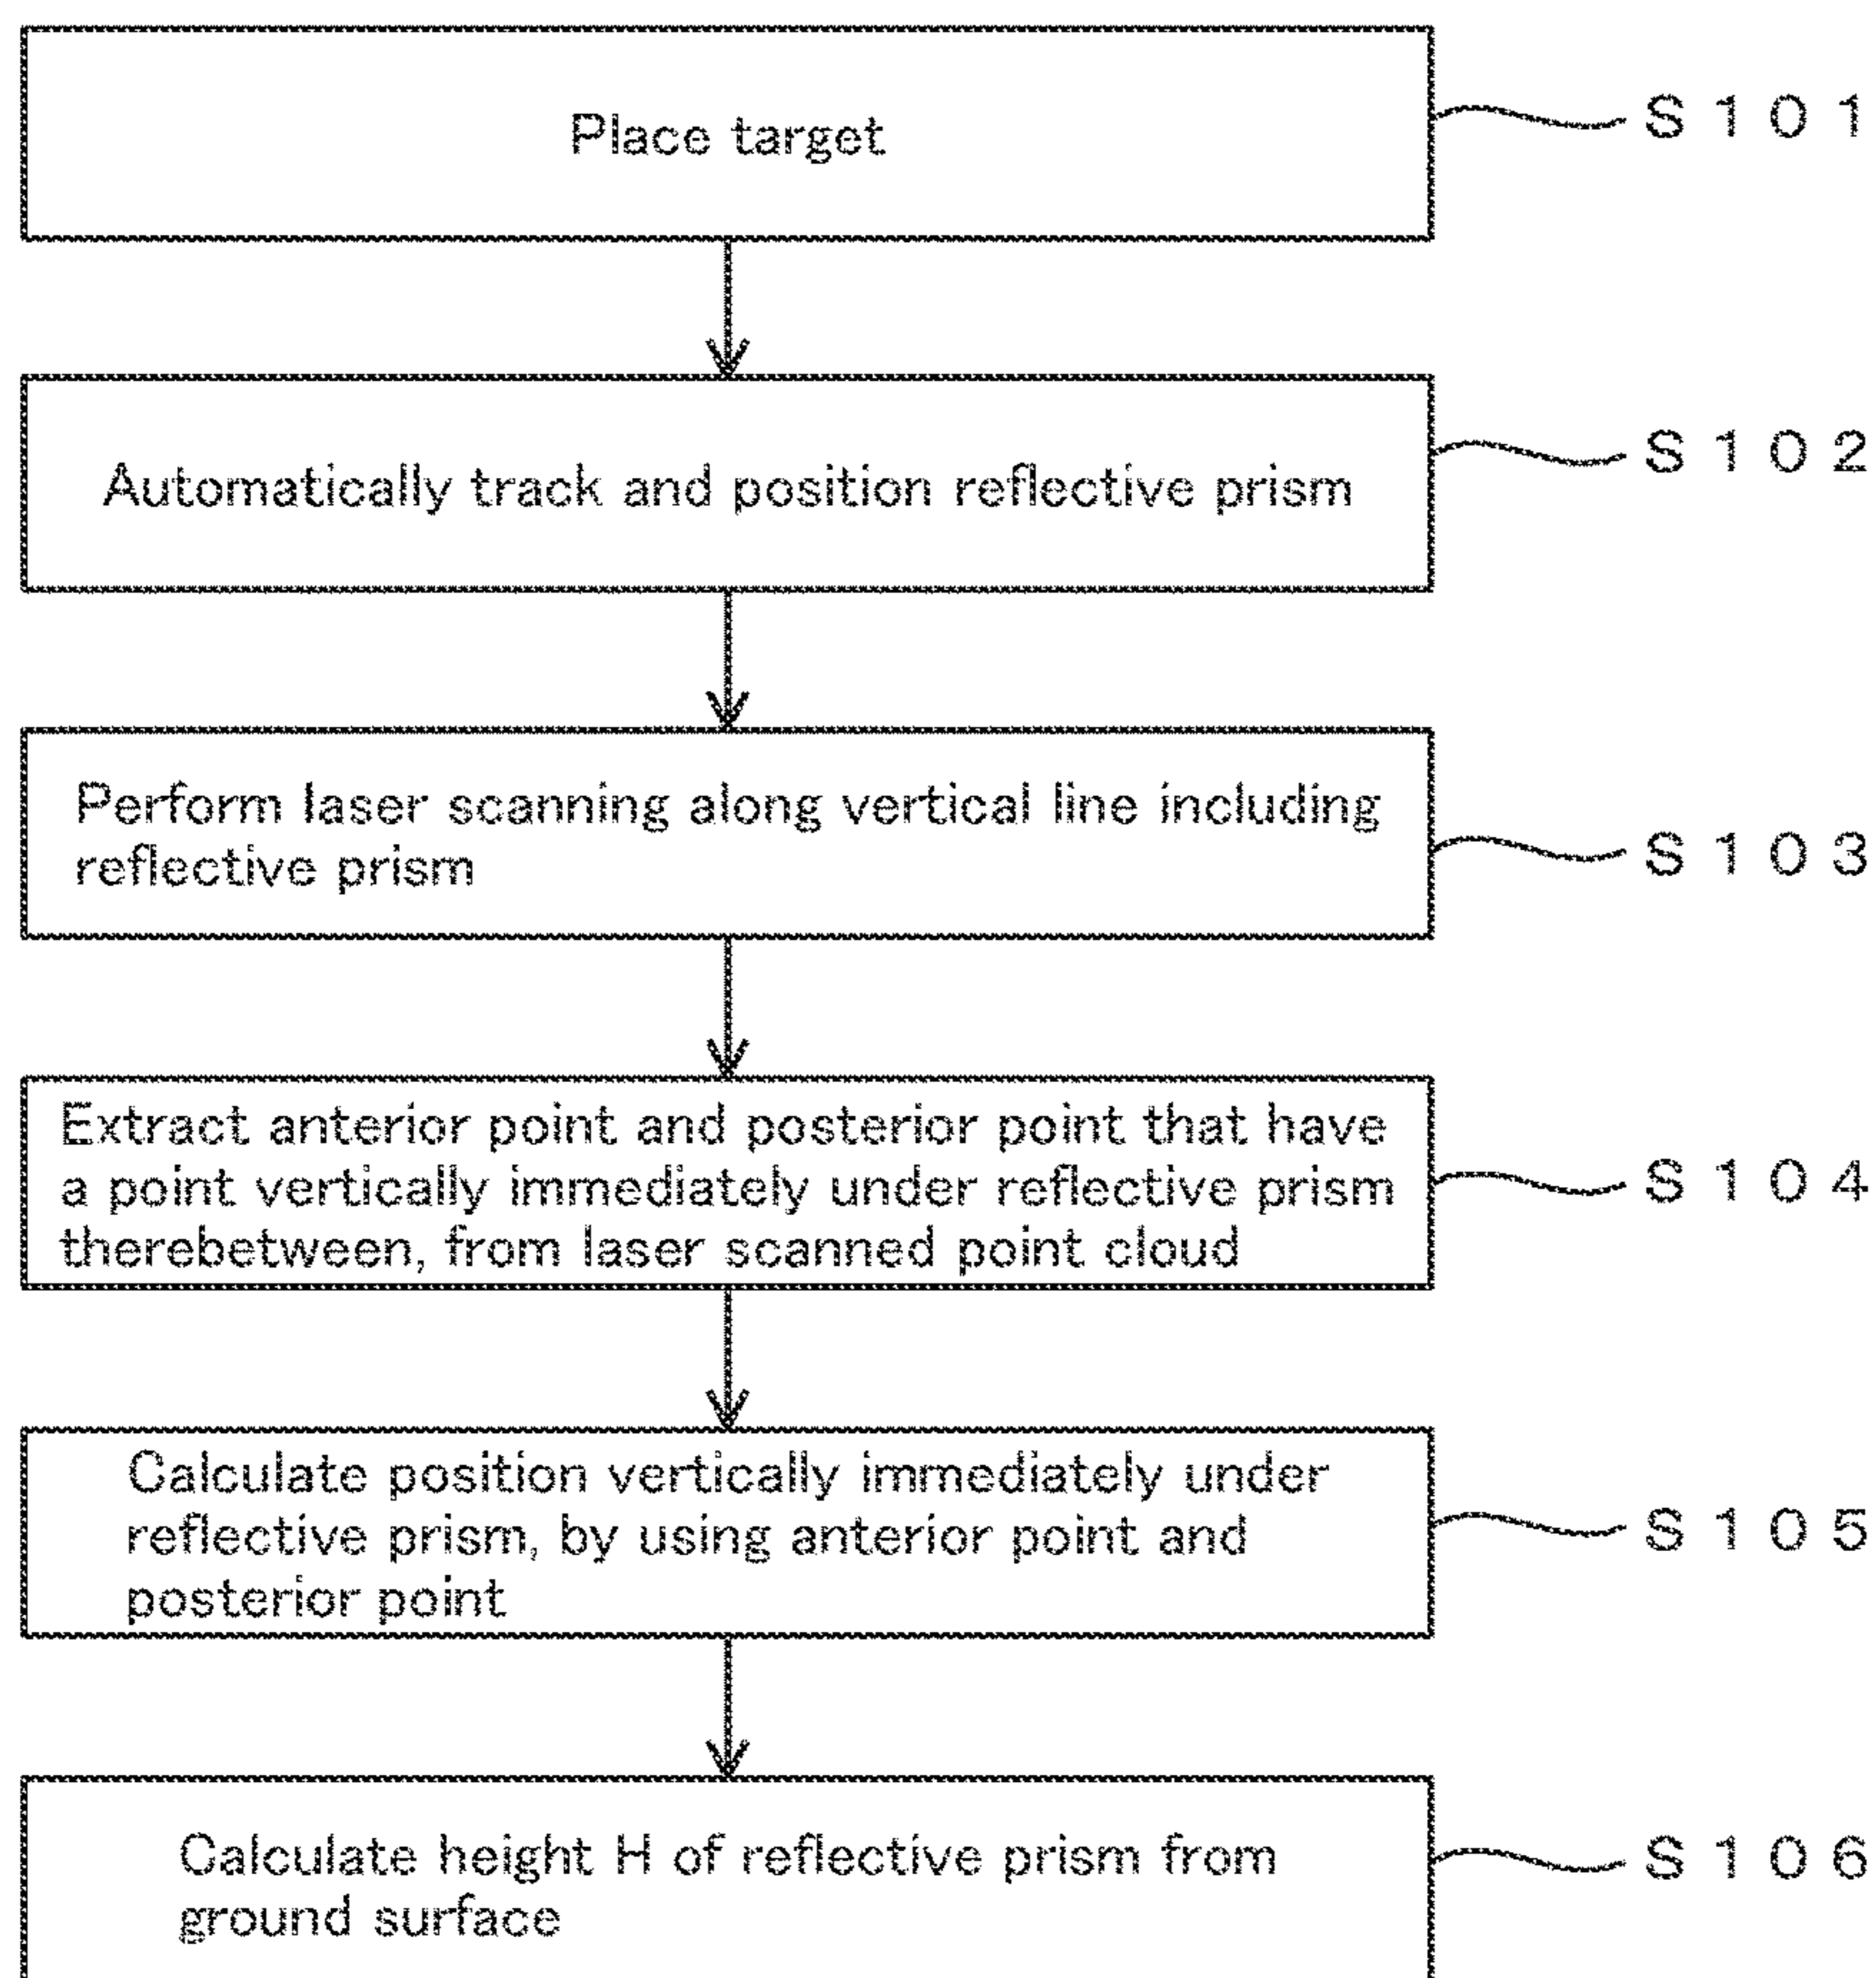 Place target
S101
Automatically track and position reflective prism
S102
Perform laser scanning along vertical line including
reflective prism
S103
Extract anterior point and posterior point that have
a point vertically immediately under reflective prism
therebetween, from laser scanned point cloud
S104
Calculate position vertically immediately under
reflective prism, by using anterior point and
posterior point
S105
Calculate height H of reflective prism from
ground surface
S106